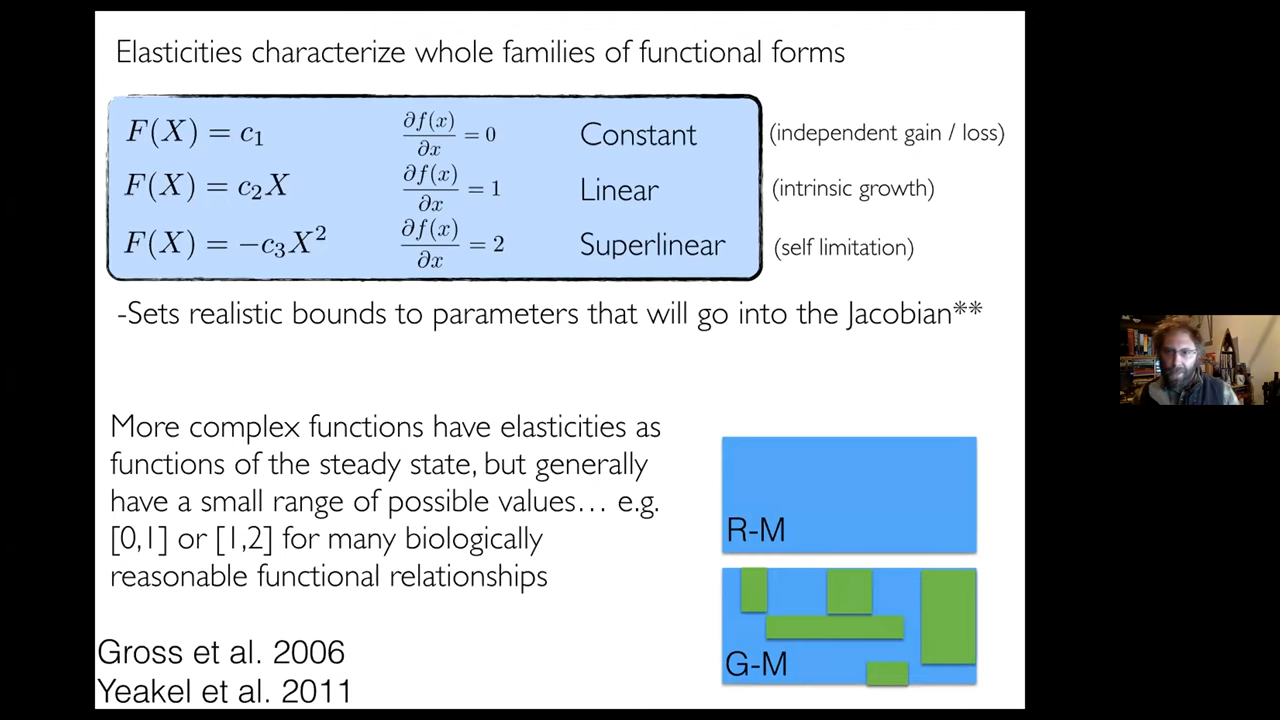 Elasticities characterize whole families of functional forms
F(X) = c₁ ∂f(x)/∂x = 0 Constant (independent gain / loss)
F(X) = c₂X ∂f(x)/∂x = 1 Linear (intrinsic growth)
F(X) = −c₃X² ∂f(x)/∂x = 2 Superlinear (self limitation)
-Sets realistic bounds to parameters that will go into the Jacobian**
More complex functions have elasticities as
functions of the steady state, but generally
have a small range of possible values… e.g.
[0,1] or [1,2] for many biologically
reasonable functional relationships
R-M
G-M
Gross et al. 2006
Yeakel et al. 2011